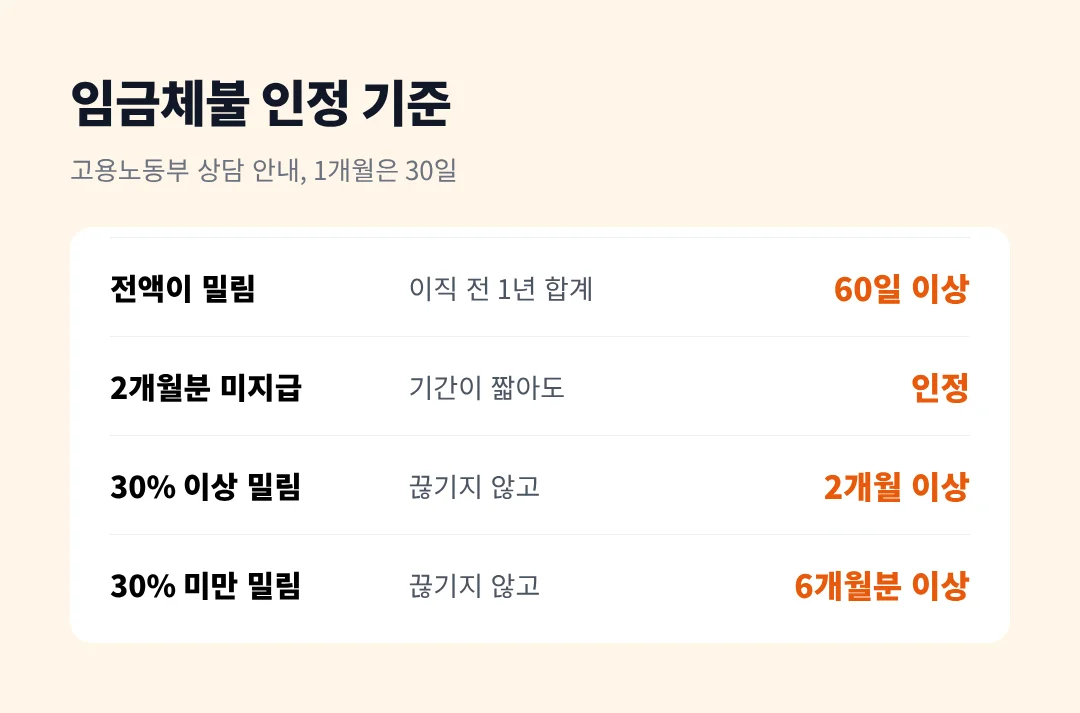 임금체불 인정 기준
고용노동부 상담 안내, 1개월은 30일
전액이 밀림 이직 전 1년 합계 60일 이상
2개월분 미지급 기간이 짧아도 인정
30% 이상 밀림 끊기지 않고 2개월 이상
30% 미만 밀림 끊기지 않고 6개월분 이상